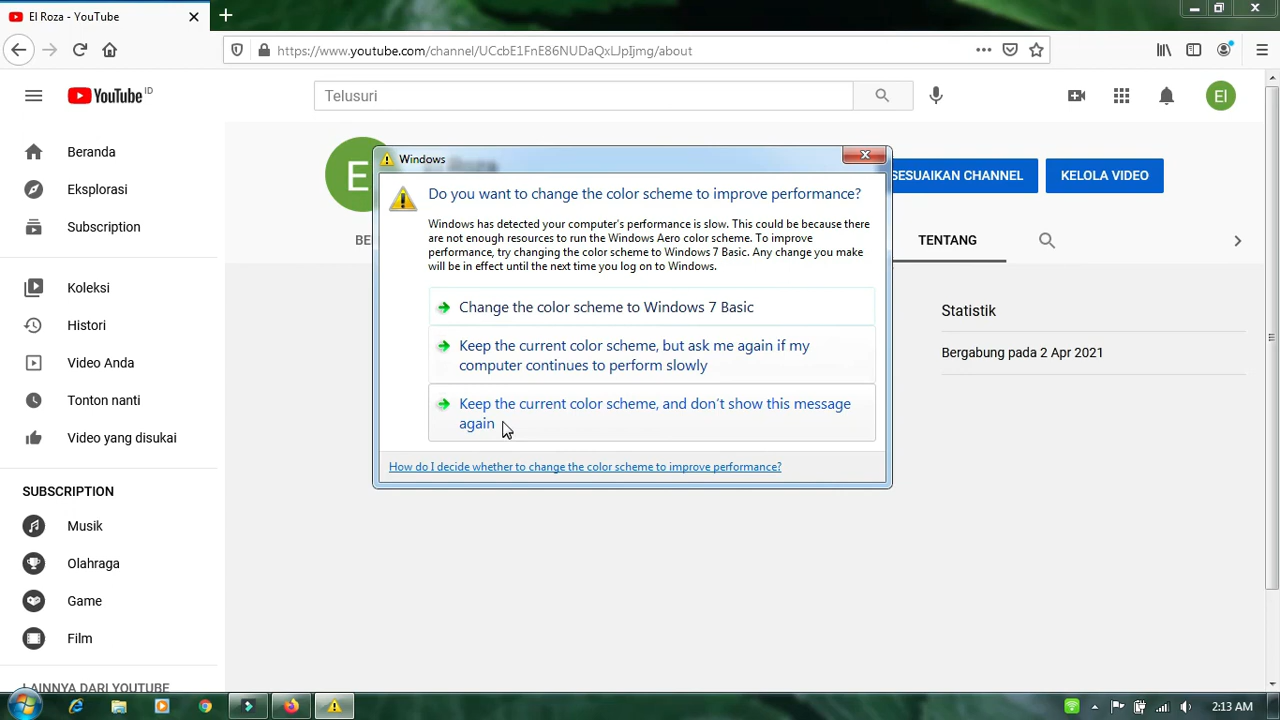 El Roza - YouTube
https://www.youtube.com/channel/UCcbE1FnE86NUDaQxLJpIjmg/about
YouTube ID
Telusuri
El
Beranda
Eksplorasi
Subscription
Koleksi
Histori
Video Anda
Tonton nanti
Video yang disukai
SUBSCRIPTION
Musik
Olahraga
Game
Film
LAINNYA DARI YOUTUBE
E
El Roza
SESUAIKAN CHANNEL
KELOLA VIDEO
BE
TENTANG
Statistik
Bergabung pada 2 Apr 2021
Windows
Do you want to change the color scheme to improve performance?
Windows has detected your computer's performance is slow. This could be because there
are not enough resources to run the Windows Aero color scheme. To improve
performance, try changing the color scheme to Windows 7 Basic. Any change you make
will be in effect until the next time you log on to Windows.
Change the color scheme to Windows 7 Basic
Keep the current color scheme, but ask me again if my
computer continues to perform slowly
Keep the current color scheme, and don't show this message
again
How do I decide whether to change the color scheme to improve performance?
2:13 AM